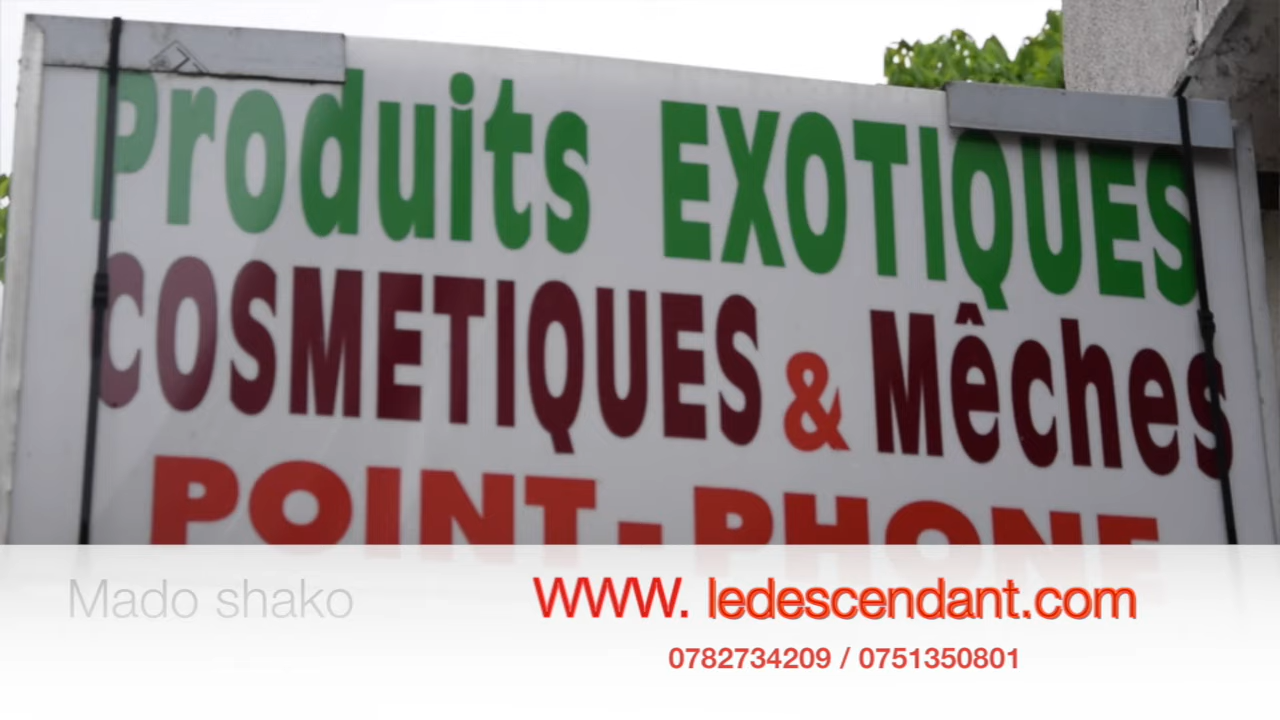 Produits EXOTIQUES
COSMETIQUES & Mêches
POINT-PHONE
Mado shako
WWW. ledescendant.com
0782734209 / 0751350801